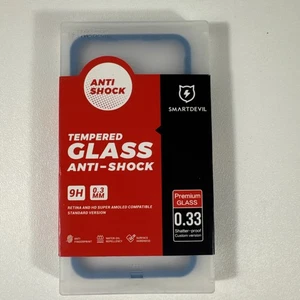 ANTI
SHOCK
SMARTDEVIL
TEMPERED
GLASS
ANTI-SHOCK
9H
0.3
MM
RETINA AND HD SUPER AMOLED COMPATIBLE
STANDARD VERSION
Premium
GLASS
0.33
Shatter-proof
Custom version